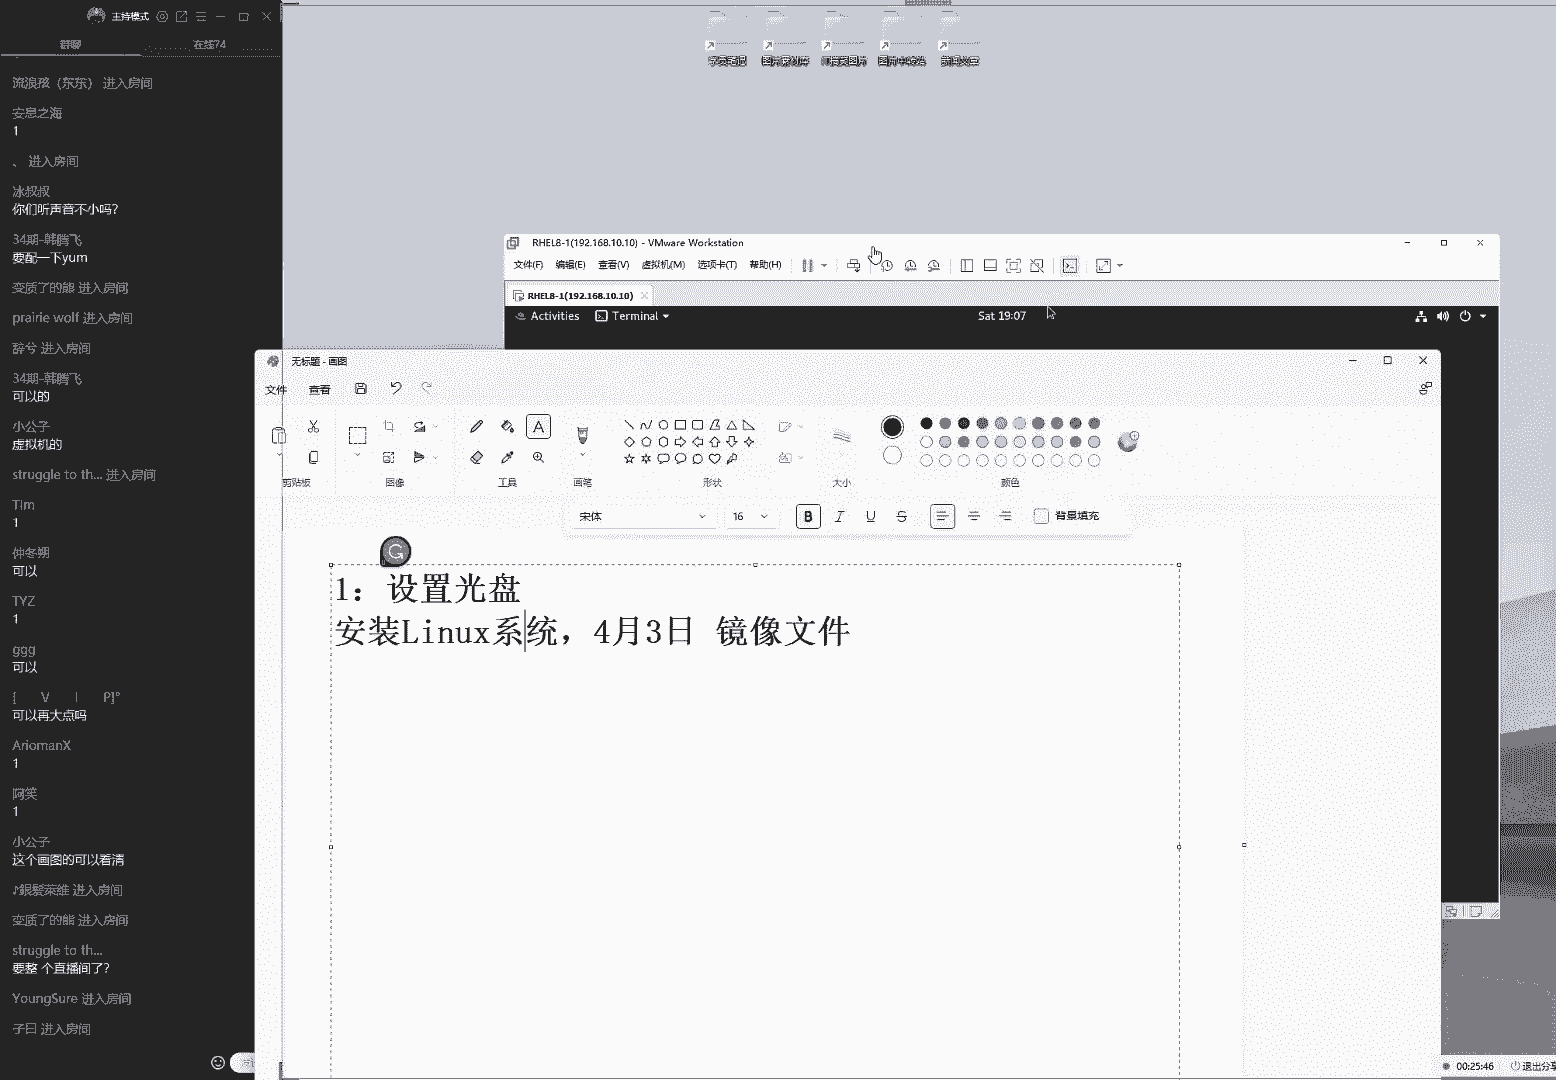 主持模式
群聊
在线74
流浪孩（东东） 进入房间
安息之海
1
、 进入房间
冰叔叔
你们听声音不小吗?
34期-韩腾飞
要配一下yum
变质了的熊 进入房间
prairie wolf 进入房间
辞兮 进入房间
34期-韩腾飞
可以的
小公子
虚拟机的
struggle to th... 进入房间
Tim
1
仲冬朔
可以
TYZ
1
ggg
可以
[ V I P]°
可以再大点吗
AriomanX
1
阿笑
1
小公子
这个画图的可以看清
变质了的熊 进入房间
struggle to th...
要整 个直播间了?
YoungSure 进入房间
子曰 进入房间
RHEL8-1(192.168.10.10) - VMware Workstation
文件(F) 编辑(E) 查看(V) 虚拟机(M) 选项卡(T) 帮助(H)
RHEL8-1(192.168.10.10)
Activities Terminal Sat 19:07
无标题 - 画图
文件 查看
剪贴板 图像 工具 画笔 形状 大小 颜色
宋体 16 B I U S 背景填充
1：设置光盘
安装Linux系统，4月3日 镜像文件
00:25:46 退出分享